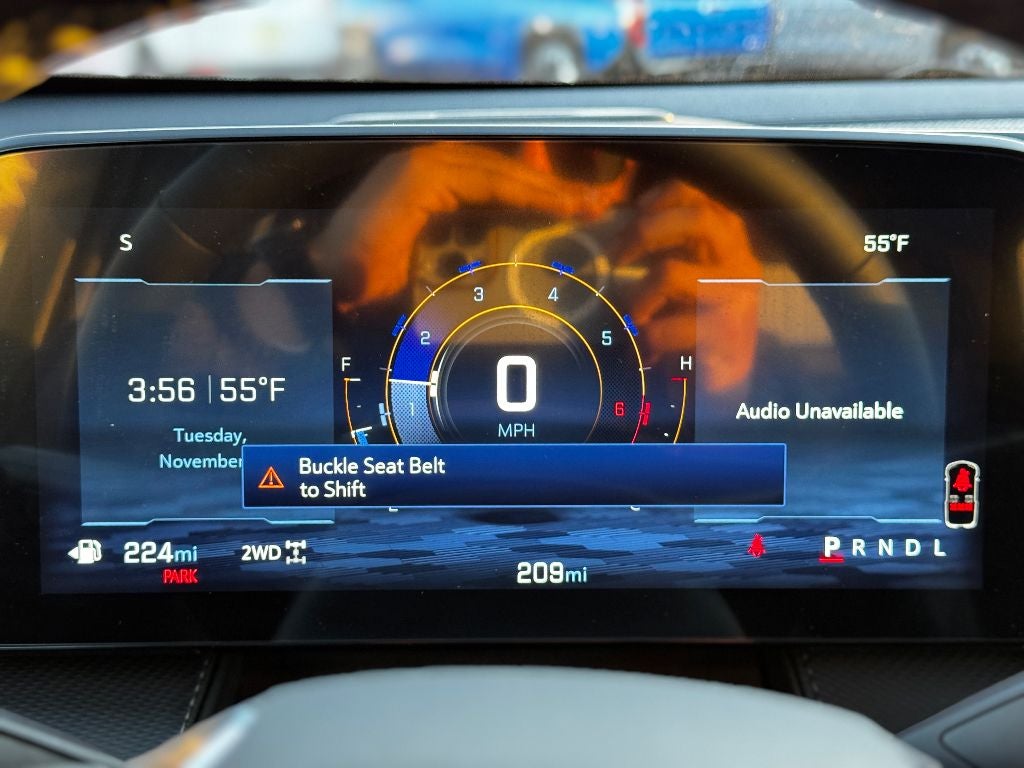 S
55°F
3 4
2 5
F H
3:56 | 55°F
0
1 6
Audio Unavailable
MPH
Tuesday,
November
Buckle Seat Belt
to Shift
224mi
2WD
P R N D L
PARK
209mi